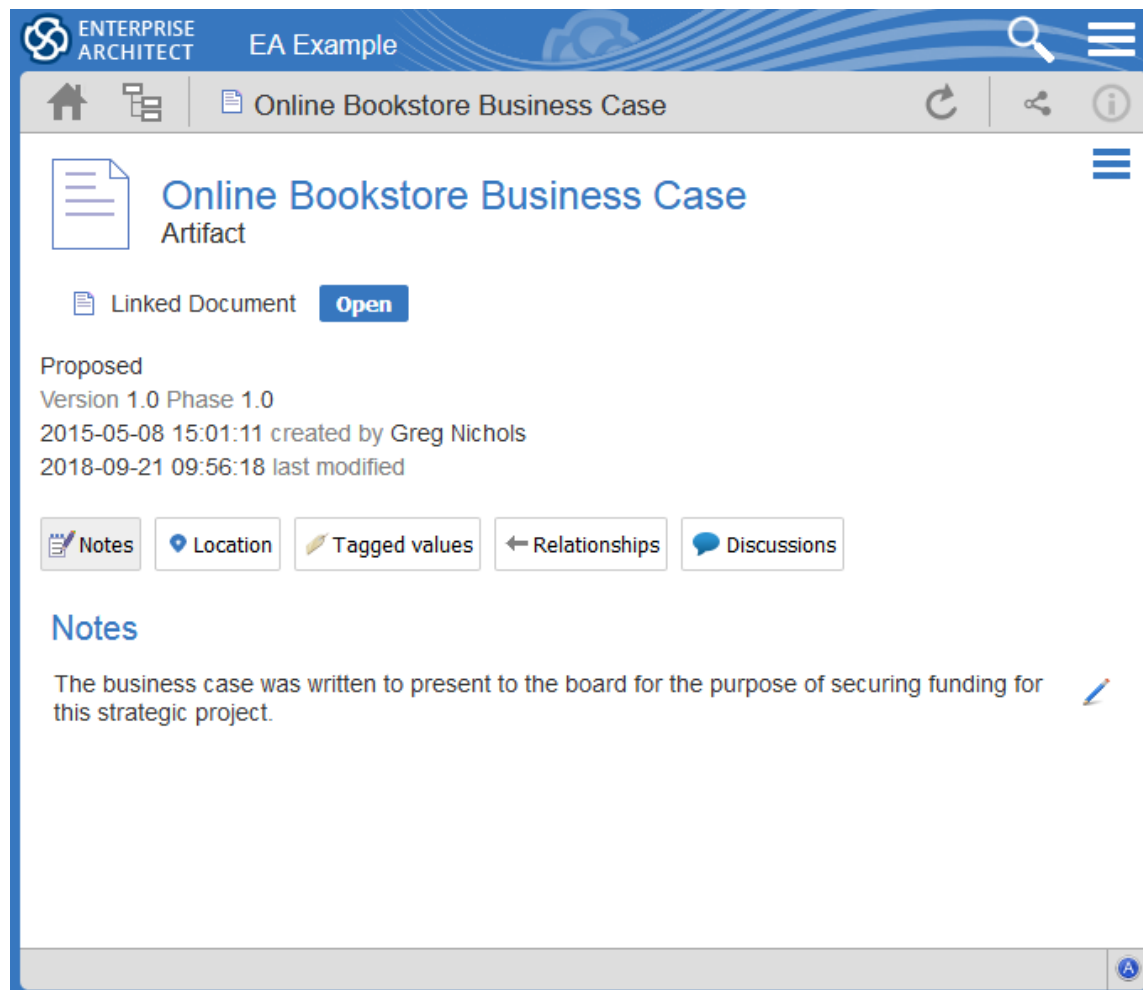 ENTERPRISE
ARCHITECT
EA Example
Online Bookstore Business Case
Online Bookstore Business Case
Artifact
Linked Document Open
Proposed
Version 1.0 Phase 1.0
2015-05-08 15:01:11 created by Greg Nichols
2018-09-21 09:56:18 last modified
Notes Location Tagged values Relationships Discussions
Notes
The business case was written to present to the board for the purpose of securing funding for
this strategic project.
A